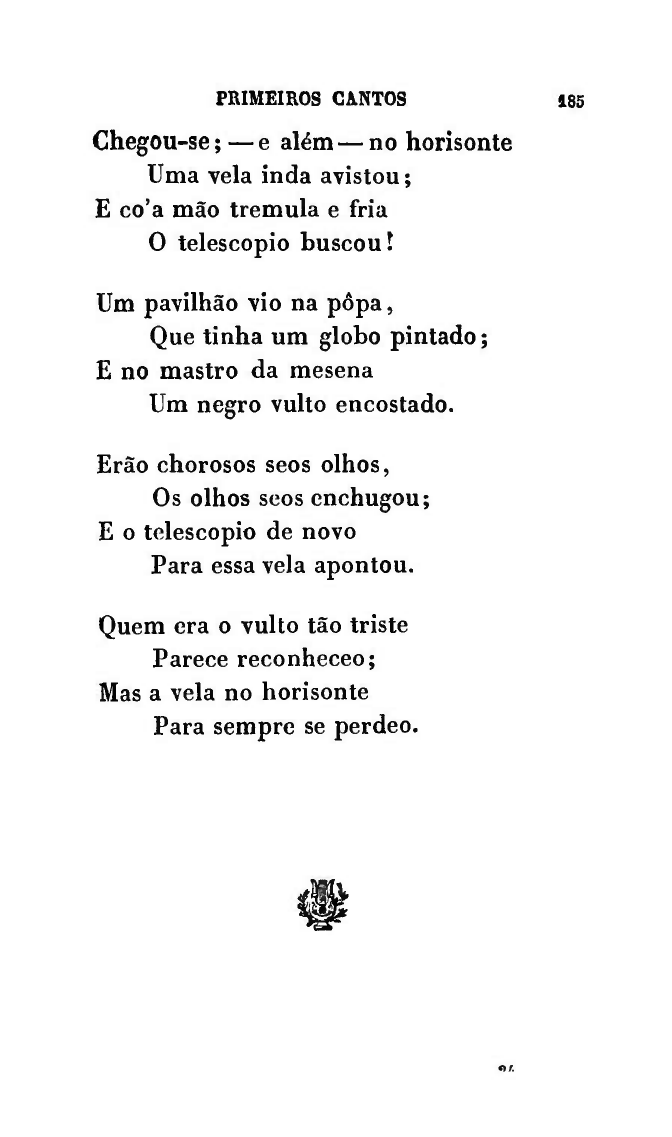 PRIMEIROS CANTOS 185
Chegou-se; — e além — no horisonte
Uma vela inda avistou;
E co'a mão tremula e fria
O telescopio buscou!
Um pavilhão vio na pôpa,
Que tinha um globo pintado;
E no mastro da mesena
Um negro vulto encostado.
Erão chorosos seos olhos,
Os olhos seos enchugou;
E o telescopio de novo
Para essa vela apontou.
Quem era o vulto tão triste
Parece reconheceo;
Mas a vela no horisonte
Para sempre se perdeo.